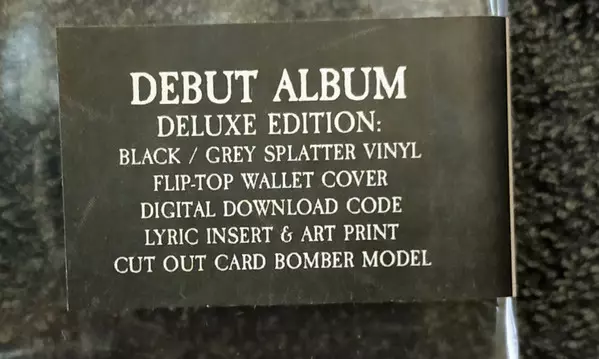 DEBUT ALBUM
DELUXE EDITION:
BLACK / GREY SPLATTER VINYL
FLIP-TOP WALLET COVER
DIGITAL DOWNLOAD CODE
LYRIC INSERT & ART PRINT
CUT OUT CARD BOMBER MODEL